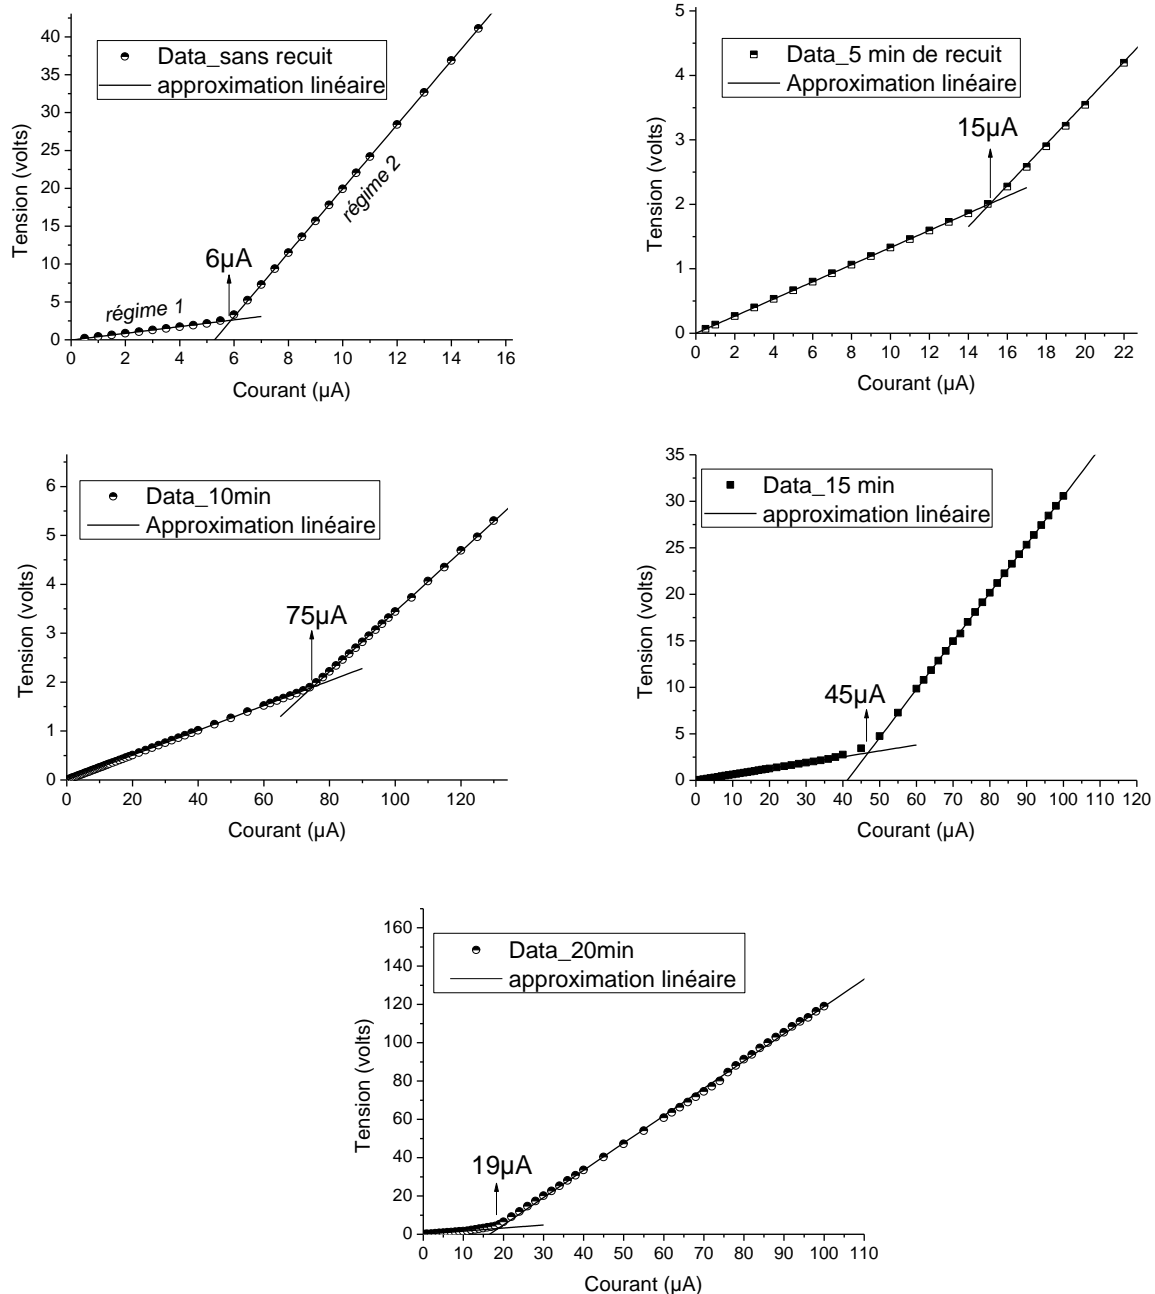 Data_sans recuit
approximation linéaire
40
35
30
25
20
15
10
5
0
Tension (volts)
6µA
régime 1
régime 2
0 2 4 6 8 10 12 14 16
Courant (µA)
5
4
3
2
1
0
Tension (volts)
Data_5 min de recuit
Approximation linéaire
15µA
0 2 4 6 8 10 12 14 16 18 20 22
Courant (µA)
6
5
4
3
2
1
0
Tension (volts)
Data_10min
Approximation linéaire
75µA
0 20 40 60 80 100 120
Courant (µA)
35
30
25
20
15
10
5
0
Tension (volts)
Data_15 min
approximation linéaire
45µA
0 10 20 30 40 50 60 70 80 90 100 110 120
Courant (µA)
160
140
120
100
80
60
40
20
0
Tension (volts)
Data_20min
approximation linéaire
19µA
0 10 20 30 40 50 60 70 80 90 100 110
Courant (µA)